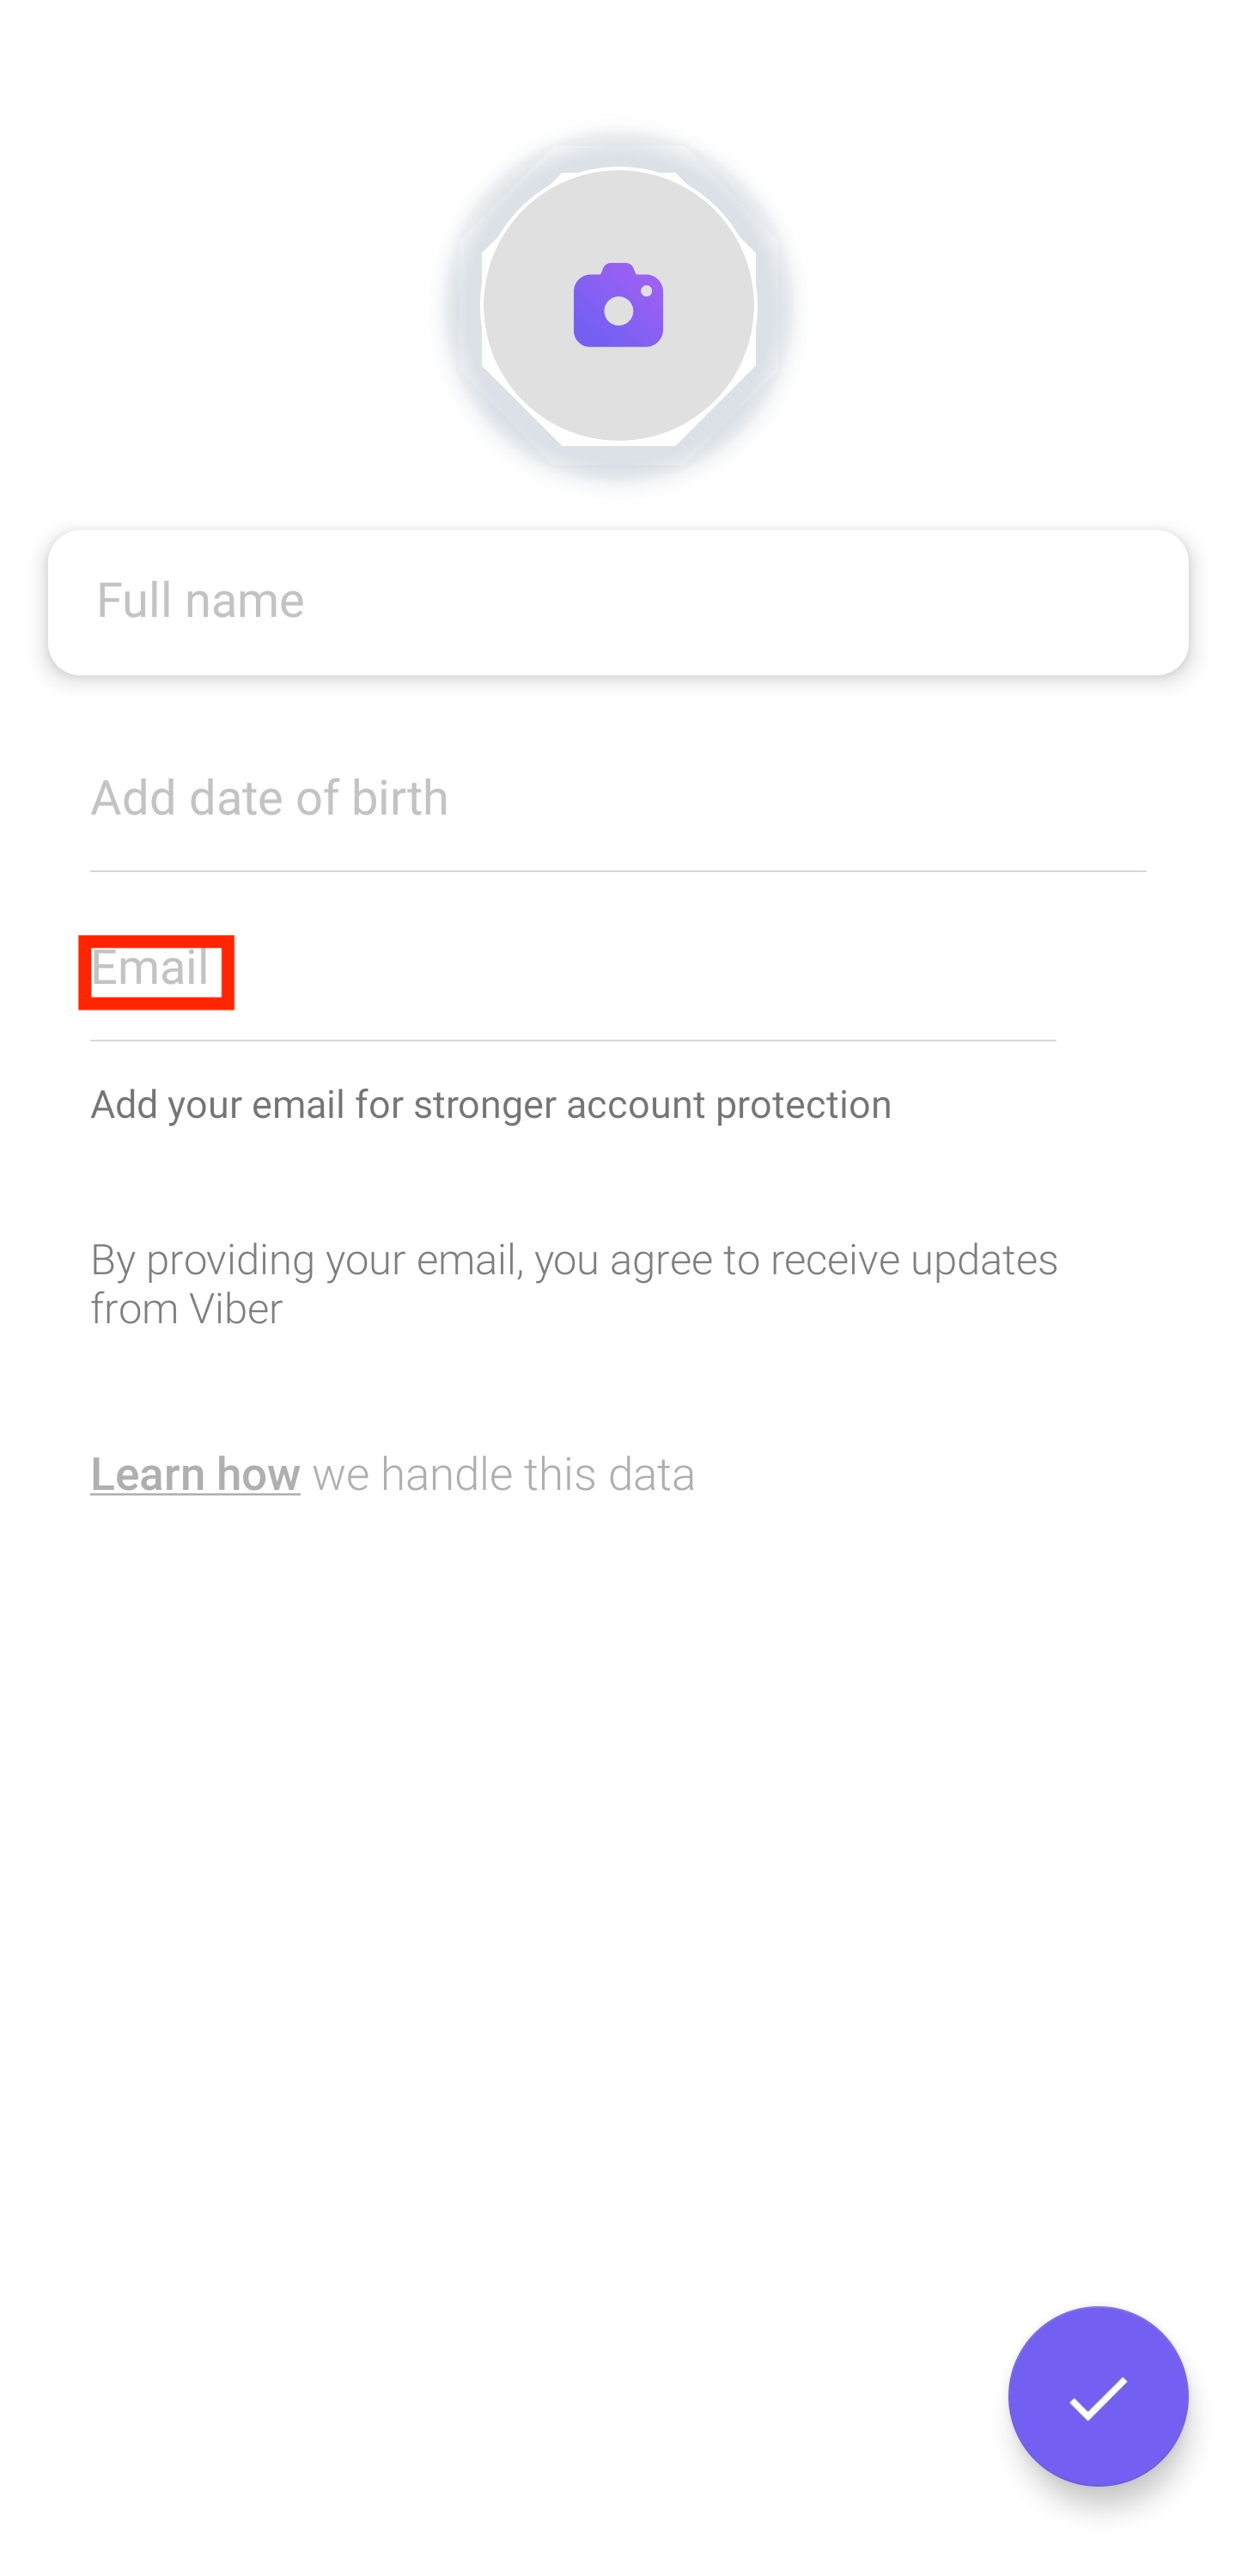 Full name
Add date of birth
Email
Add your email for stronger account protection
By providing your email, you agree to receive updates
from Viber
Learn how we handle this data